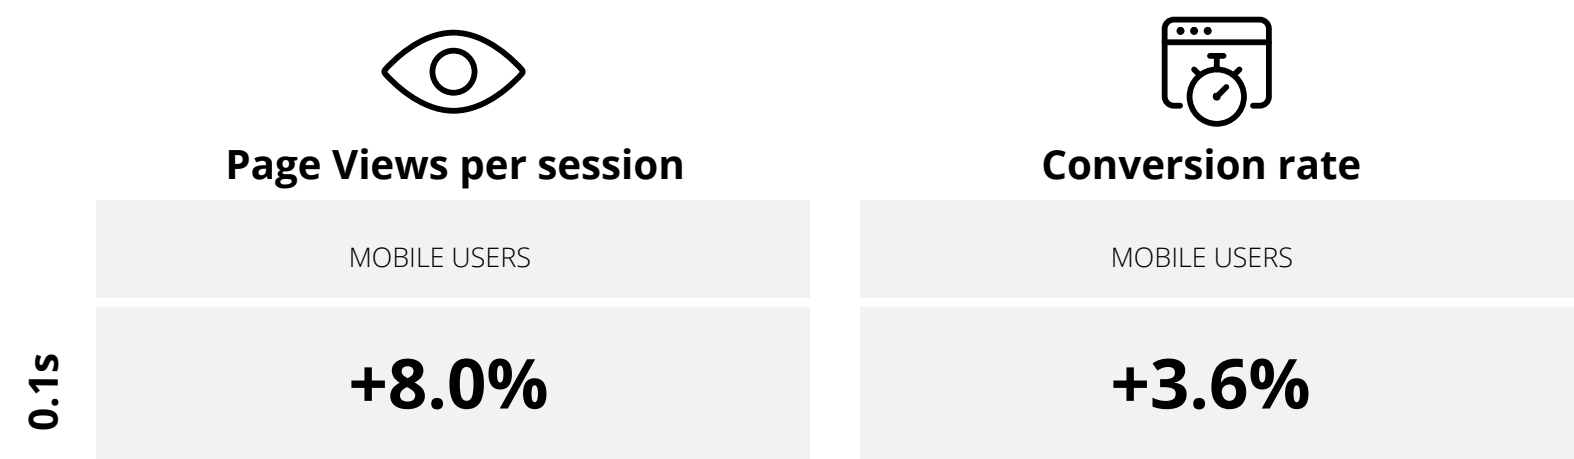 Page Views per session
Conversion rate
MOBILE USERS
MOBILE USERS
0.1s
+8.0%
+3.6%